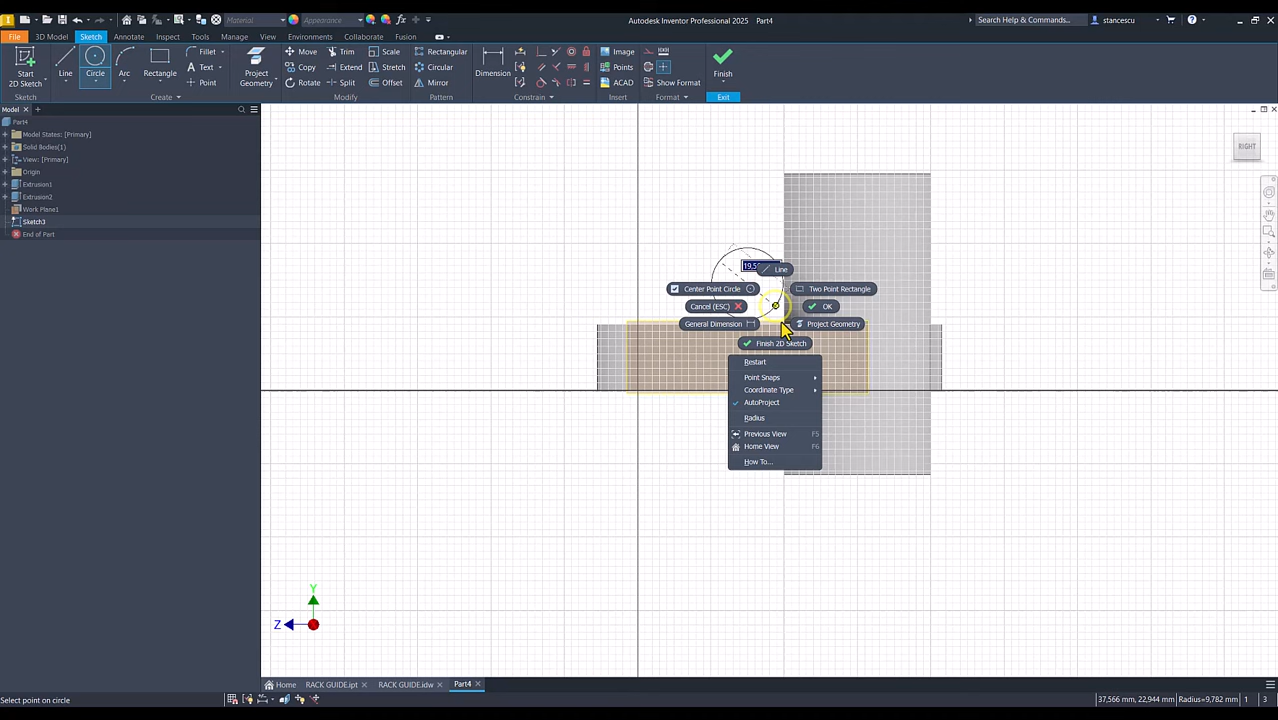 Material
Appearance
Autodesk Inventor Professional 2025 Part4
Search Help & Commands...
stancescu
File
3D Model
Sketch
Annotate
Inspect
Tools
Manage
View
Environments
Collaborate
Fusion
Start
2D Sketch
Line
Circle
Arc
Rectangle
Fillet
Text
Point
Project
Geometry
Move
Copy
Rotate
Trim
Extend
Split
Scale
Stretch
Offset
Rectangular
Circular
Mirror
Dimension
Image
Points
ACAD
Show Format
Finish
Sketch
Create
Modify
Pattern
Constrain
Insert
Format
Exit
Model
Part4
Model States: [Primary]
Solid Bodies(1)
View: [Primary]
Origin
Extrusion1
Extrusion2
Work Plane1
Sketch3
End of Part
RIGHT
Line
Center Point Circle
Two Point Rectangle
Cancel (ESC)
OK
General Dimension
Project Geometry
Finish 2D Sketch
Restart
Point Snaps
Coordinate Type
AutoProject
Radius
Previous View F5
Home View F6
How To...
Y
Z
Home
RACK GUIDE.ipt
RACK GUIDE.idw
Part4
Select point on circle
37,566 mm, 22,944 mm Radius=9,782 mm 1 3